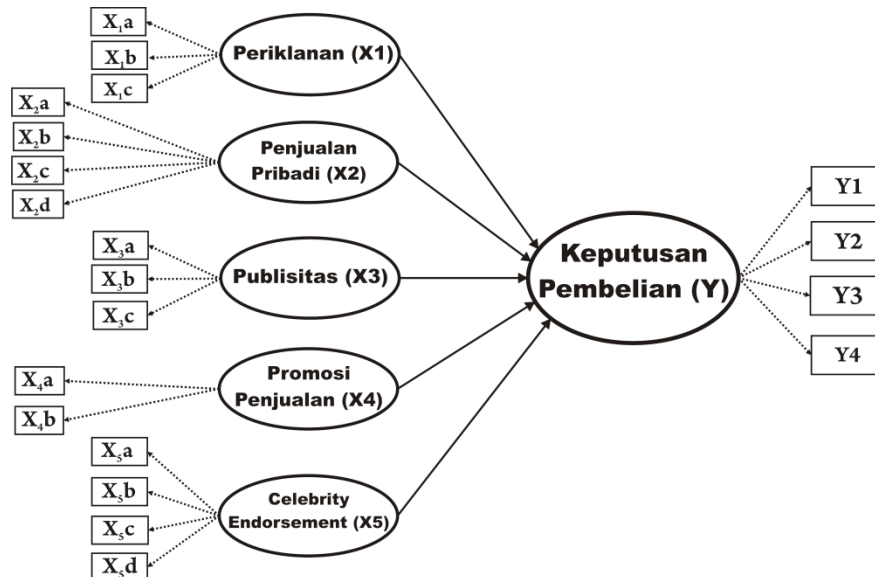 X₁a
X₁b
X₁c
Periklanan (X1)
X₂a
X₂b
X₂c
X₂d
Penjualan
Pribadi (X2)
X₃a
X₃b
X₃c
Publisitas (X3)
X₄a
X₄b
Promosi
Penjualan (X4)
X₅a
X₅b
X₅c
X₅d
Celebrity
Endorsement (X5)
Keputusan
Pembelian (Y)
Y1
Y2
Y3
Y4